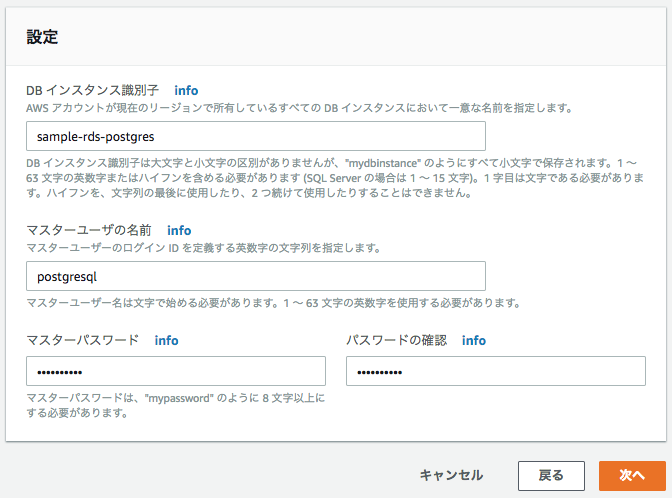 設定
DB インスタンス識別子 info
AWS アカウントが現在のリージョンで所有しているすべての DB インスタンスにおいて一意な名前を指定します。
sample-rds-postgres
DB インスタンス識別子は大文字と小文字の区別がありませんが、"mydbinstance" のようにすべて小文字で保存されます。1 ～
63 文字の英数字またはハイフンを含める必要があります (SQL Server の場合は 1 ～ 15 文字)。1 字目は文字である必要がありま
す。ハイフンを、文字列の最後に使用したり、2 つ続けて使用したりすることはできません。
マスターユーザの名前 info
マスターユーザーのログイン ID を定義する英数字の文字列を指定します。
postgresql
マスターユーザー名は文字で始める必要があります。1 ～ 63 文字の英数字を使用する必要があります。
マスターパスワード info パスワードの確認 info
•••••••••• ••••••••••
マスターパスワードは、"mypassword" のように 8 文字以上に
する必要があります。
キャンセル 戻る 次へ